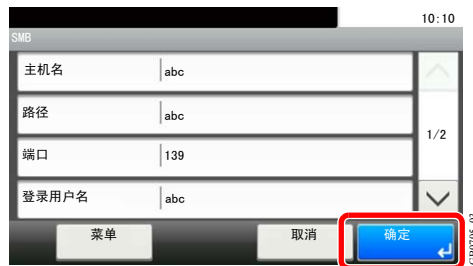 10:10
SMB
主机名 abc
路径 abc
1/2
端口 139
登录用户名 abc
菜单 取消 确定